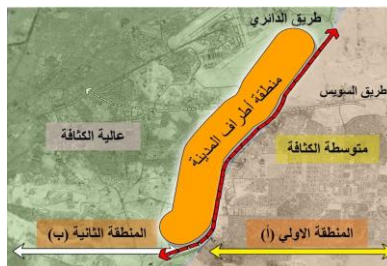 طريق الدائري
طريق السويس
منطقة أطراف المدينة
عالية الكثافة
متوسطة الكثافة
المنطقة الاولي (أ)
المنطقة الثانية (ب)